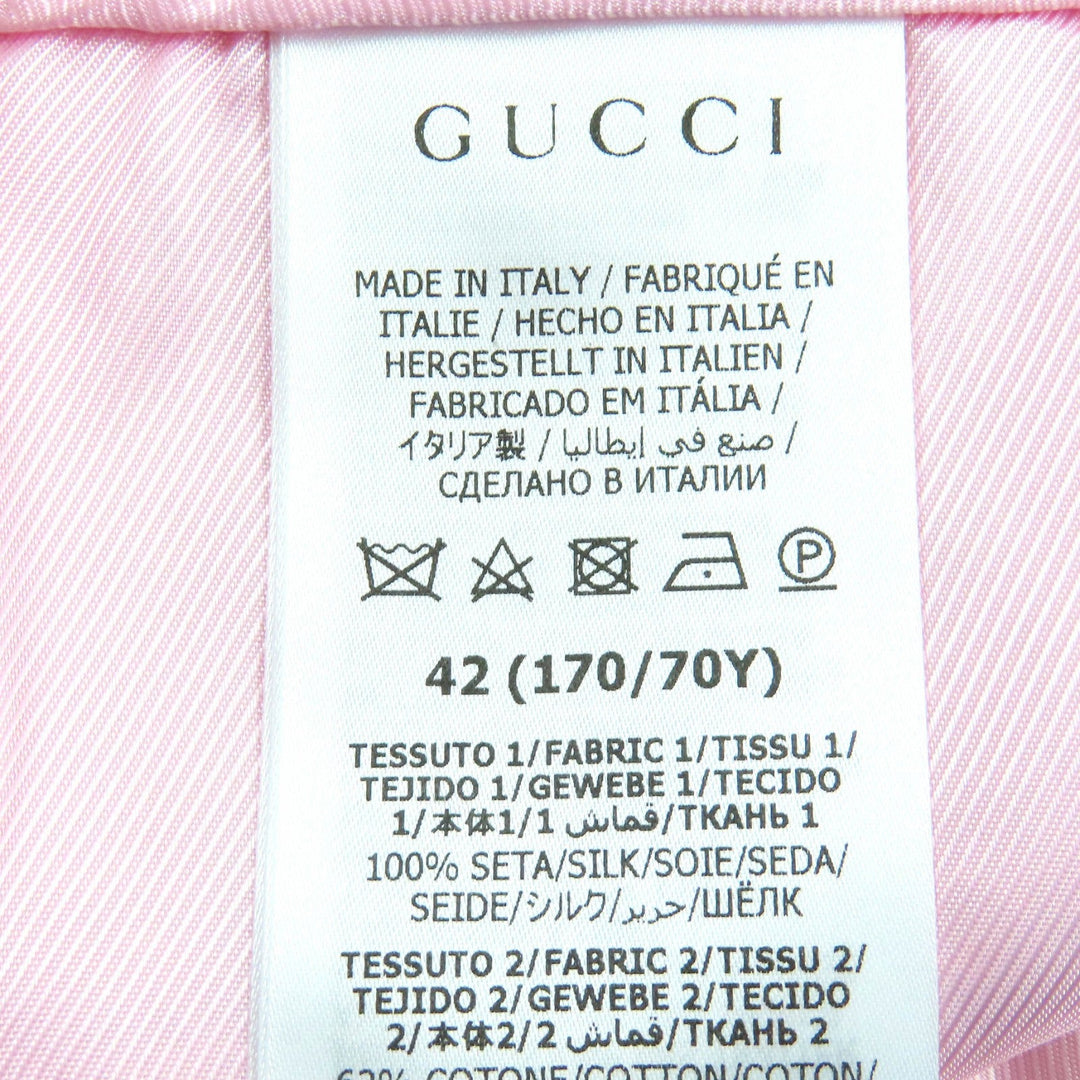 GUCCI
MADE IN ITALY / FABRIQUÉ EN
ITALIE / HECHO EN ITALIA /
HERGESTELLT IN ITALIEN /
FABRICADO EM ITÁLIA /
イタリア製 / صنع في إيطاليا /
СДЕЛАНО В ИТАЛИИ
P
42 (170/70Y)
TESSUTO 1/FABRIC 1/TISSU 1/
TEJIDO 1/GEWEBE 1/TECIDO
1/本体1/1 قماش/ТКАНЬ 1
100% SETA/SILK/SOIE/SEDA/
SEIDE/シルク/حرير/ШЁЛК
TESSUTO 2/FABRIC 2/TISSU 2/
TEJIDO 2/GEWEBE 2/TECIDO
2/本体2/2 قماش/ТКАНЬ 2
COTONE/COTTON/COTON/